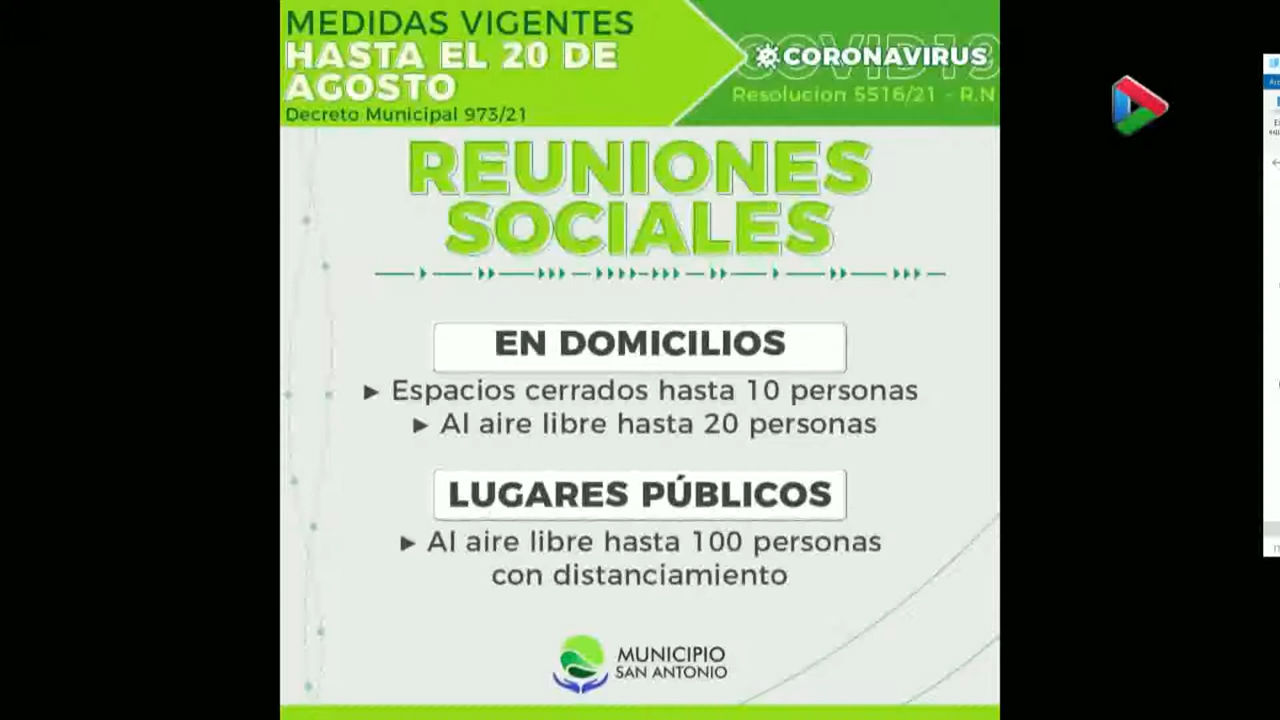 MEDIDAS VIGENTES
HASTA EL 20 DE
AGOSTO
Decreto Municipal 973/21
COVID19
CORONAVIRUS
Resolucion 5516/21 - R.N
REUNIONES
SOCIALES
EN DOMICILIOS
► Espacios cerrados hasta 10 personas
► Al aire libre hasta 20 personas
LUGARES PÚBLICOS
► Al aire libre hasta 100 personas
con distanciamiento
MUNICIPIO
SAN ANTONIO